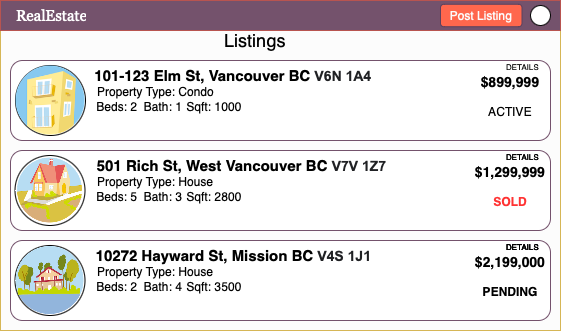 RealEstate
Post Listing
Listings
101-123 Elm St, Vancouver BC V6N 1A4
Property Type: Condo
Beds: 2 Bath: 1 Sqft: 1000
DETAILS
$899,999
ACTIVE
501 Rich St, West Vancouver BC V7V 1Z7
Property Type: House
Beds: 5 Bath: 3 Sqft: 2800
DETAILS
$1,299,999
SOLD
10272 Hayward St, Mission BC V4S 1J1
Property Type: House
Beds: 2 Bath: 4 Sqft: 3500
DETAILS
$2,199,000
PENDING